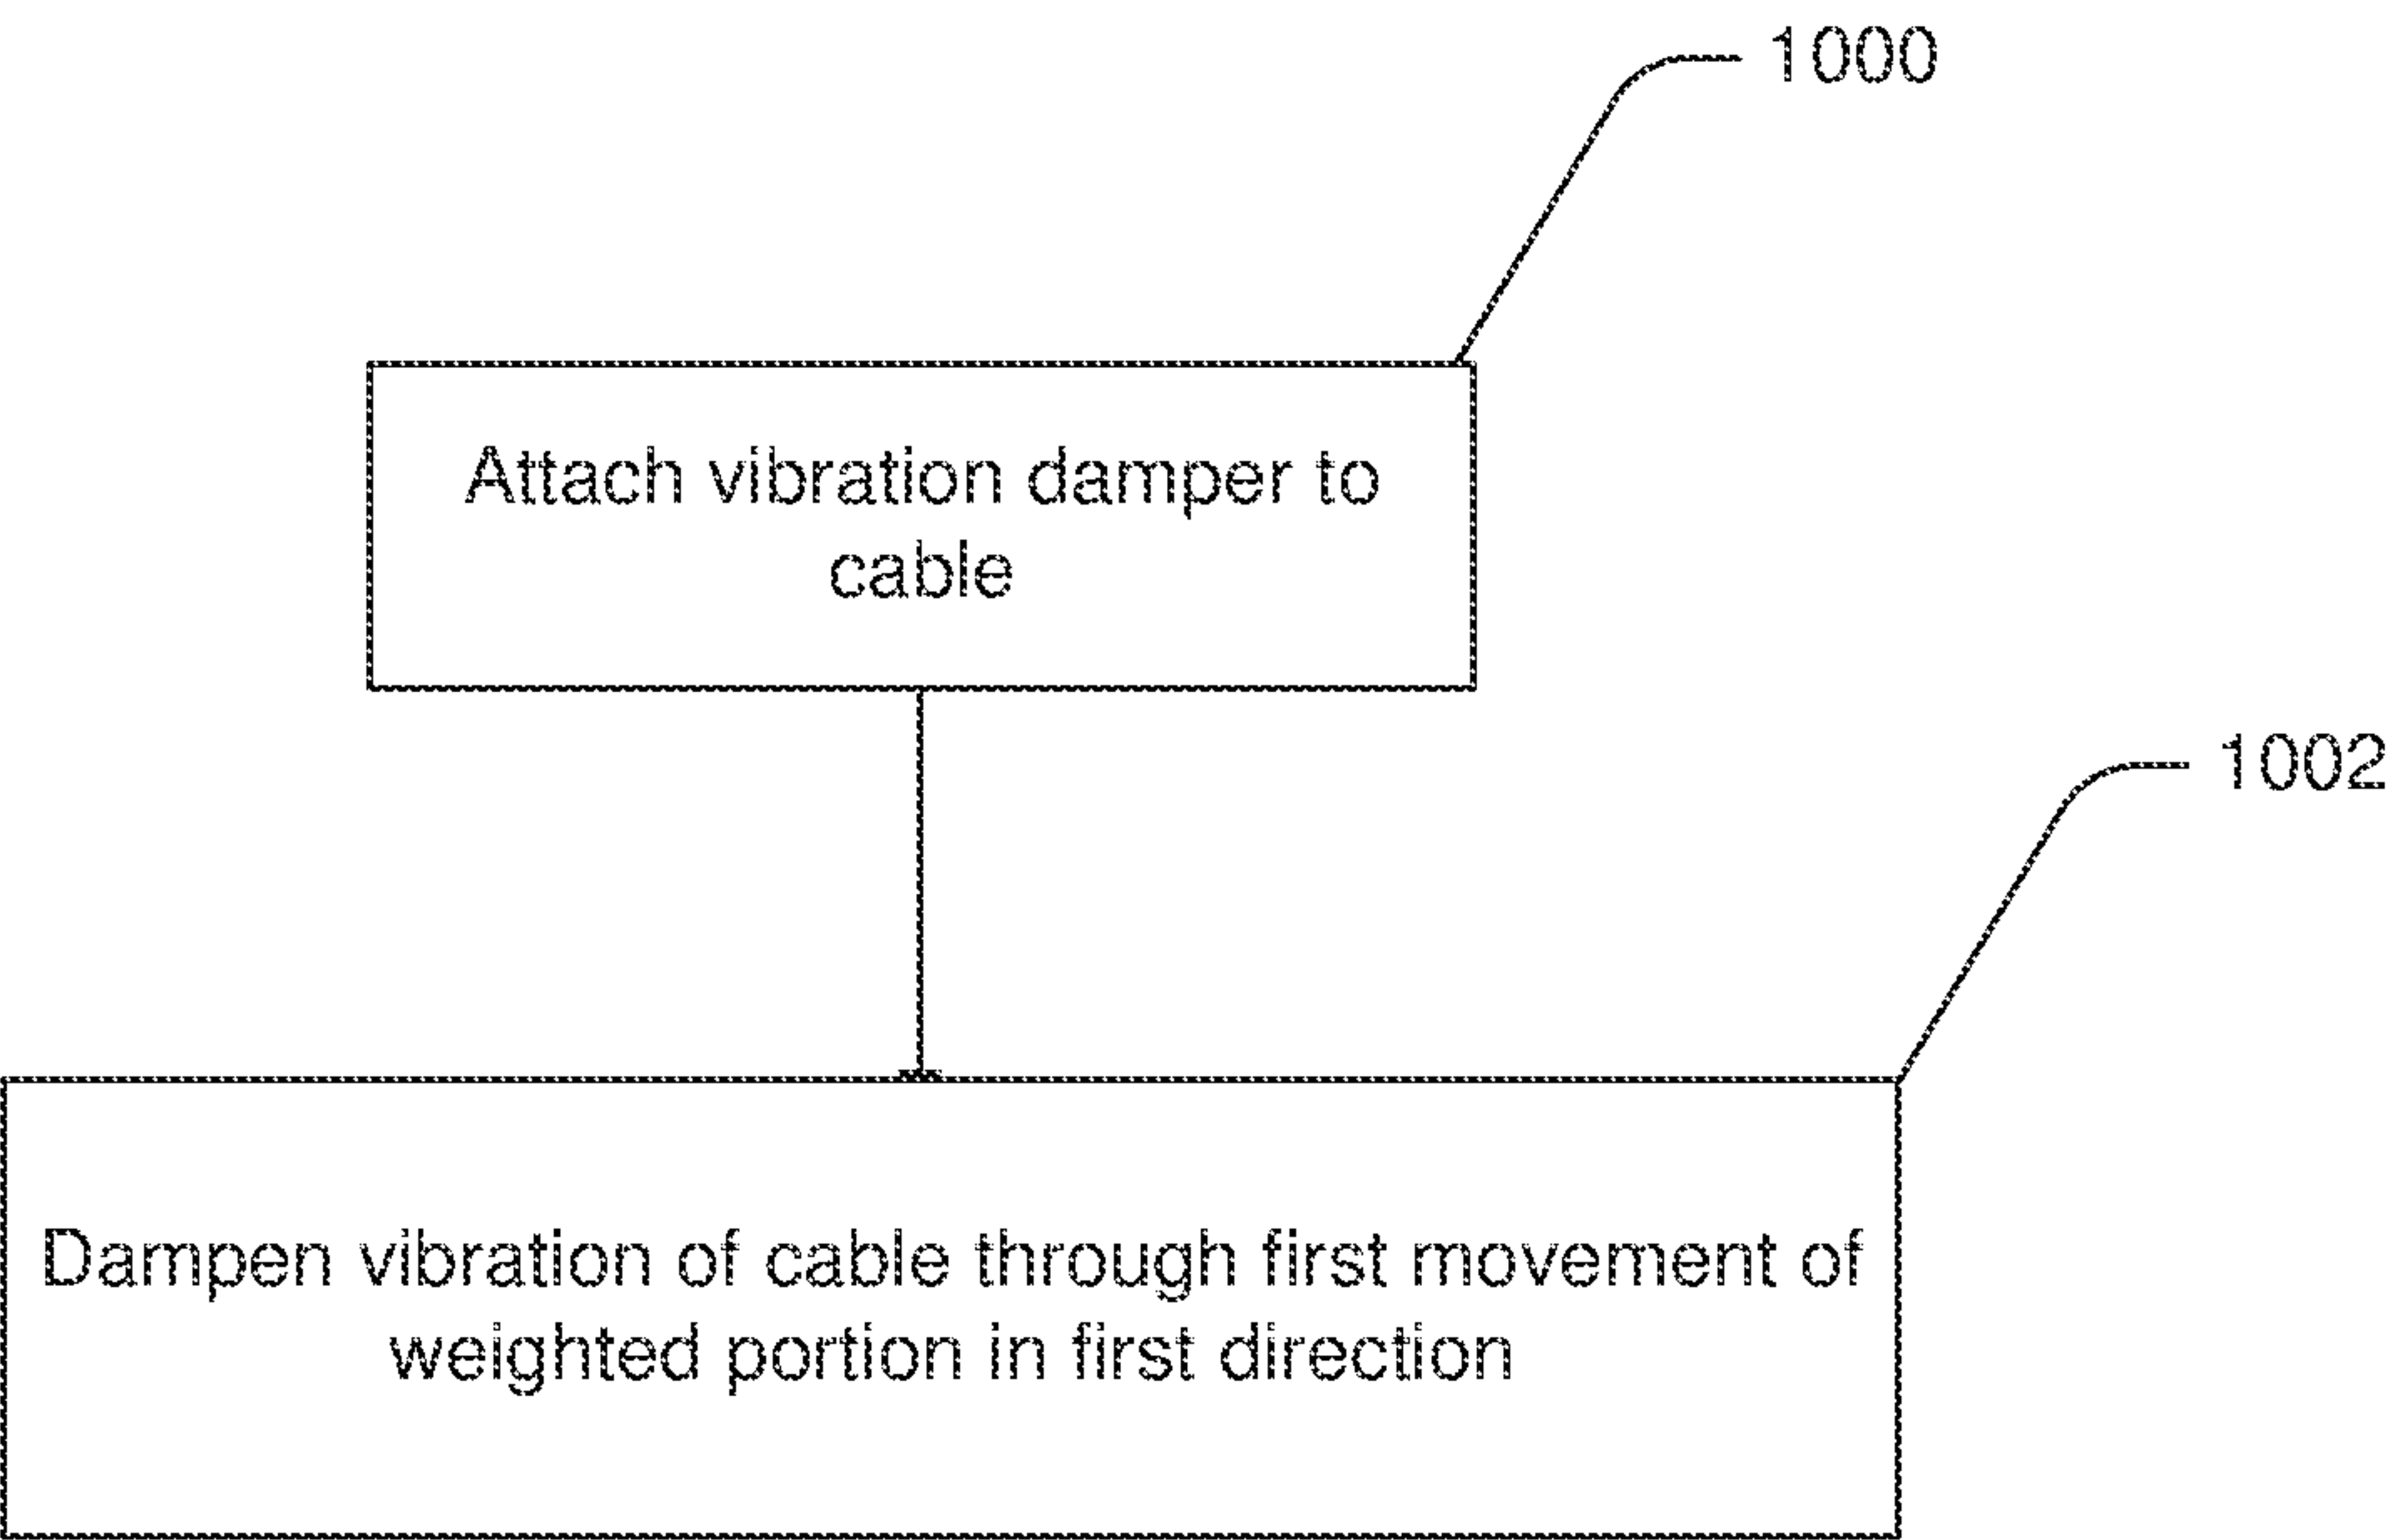 1000
Attach vibration damper to
cable
1002
Dampen vibration of cable through first movement of
weighted portion in first direction